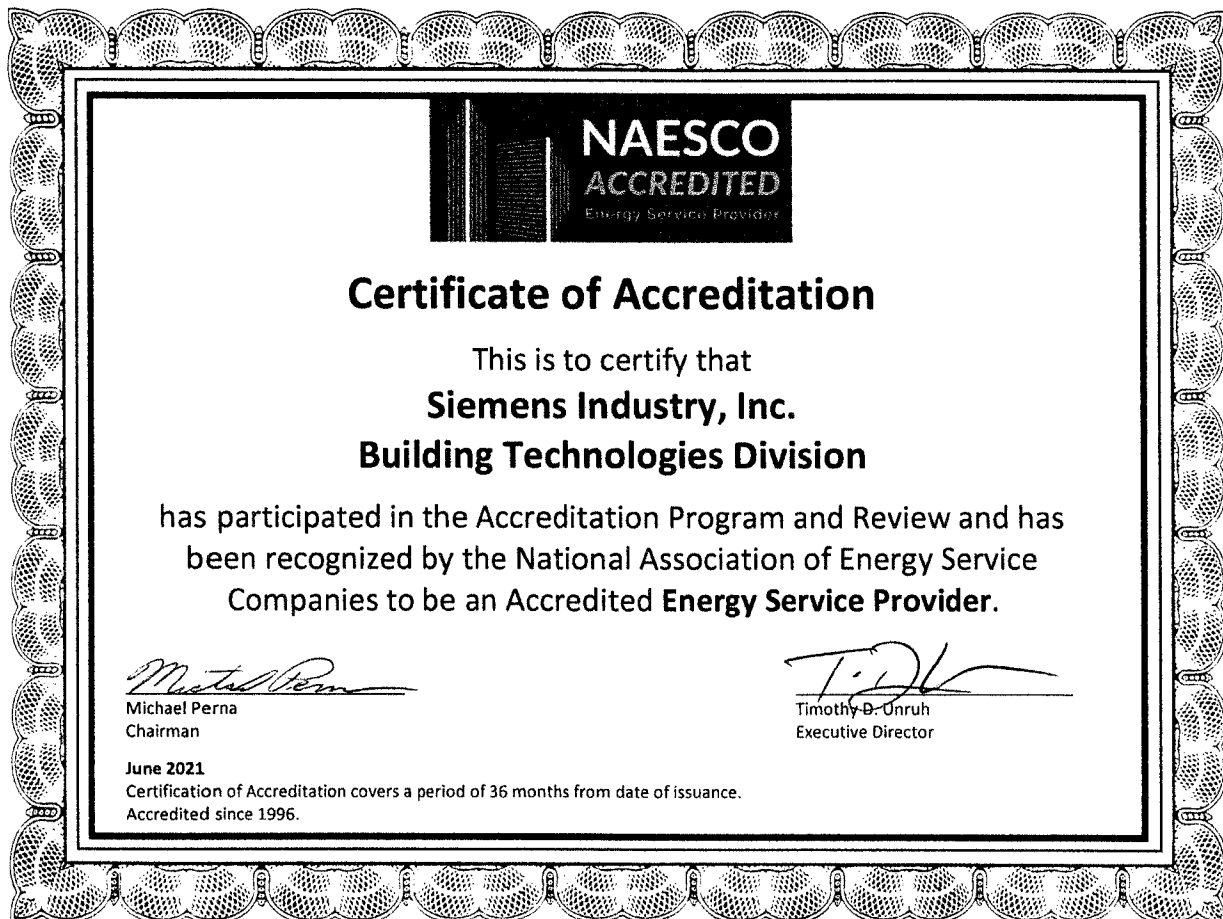 NAESCO
ACCREDITED
Energy Service Provider
Certificate of Accreditation
This is to certify that
Siemens Industry, Inc.
Building Technologies Division
has participated in the Accreditation Program and Review and has
been recognized by the National Association of Energy Service
Companies to be an Accredited Energy Service Provider.
Michael Perna
Chairman
Timothy D. Unruh
Executive Director
June 2021
Certification of Accreditation covers a period of 36 months from date of issuance.
Accredited since 1996.